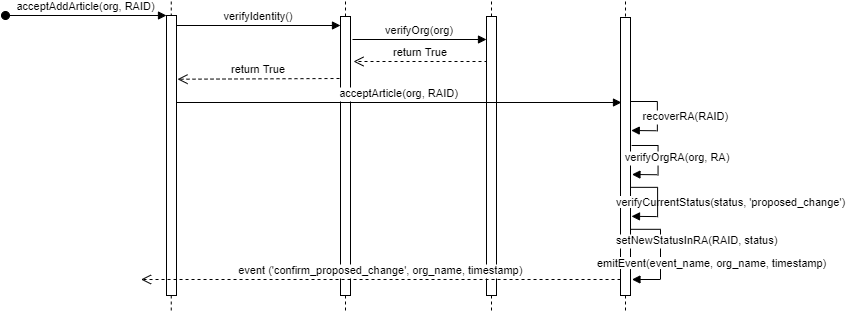 acceptAddArticle(org, RAID)
verifyIdentity()
verifyOrg(org)
return True
return True
acceptArticle(org, RAID)
recoverRA(RAID)
verifyOrgRA(org, RA)
verifyCurrentStatus(status, 'proposed_change')
setNewStatusInRA(RAID, status)
emitEvent(event_name, org_name, timestamp)
event ('confirm_proposed_change', org_name, timestamp)